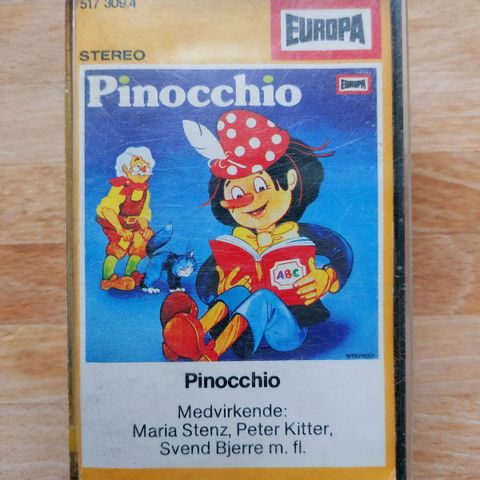 517 309.4
STEREO
EUROPA
Pinocchio
EUROPA
ABC
STEREO
Pinocchio
Medvirkende:
Maria Stenz, Peter Kitter,
Svend Bjerre m. fl.